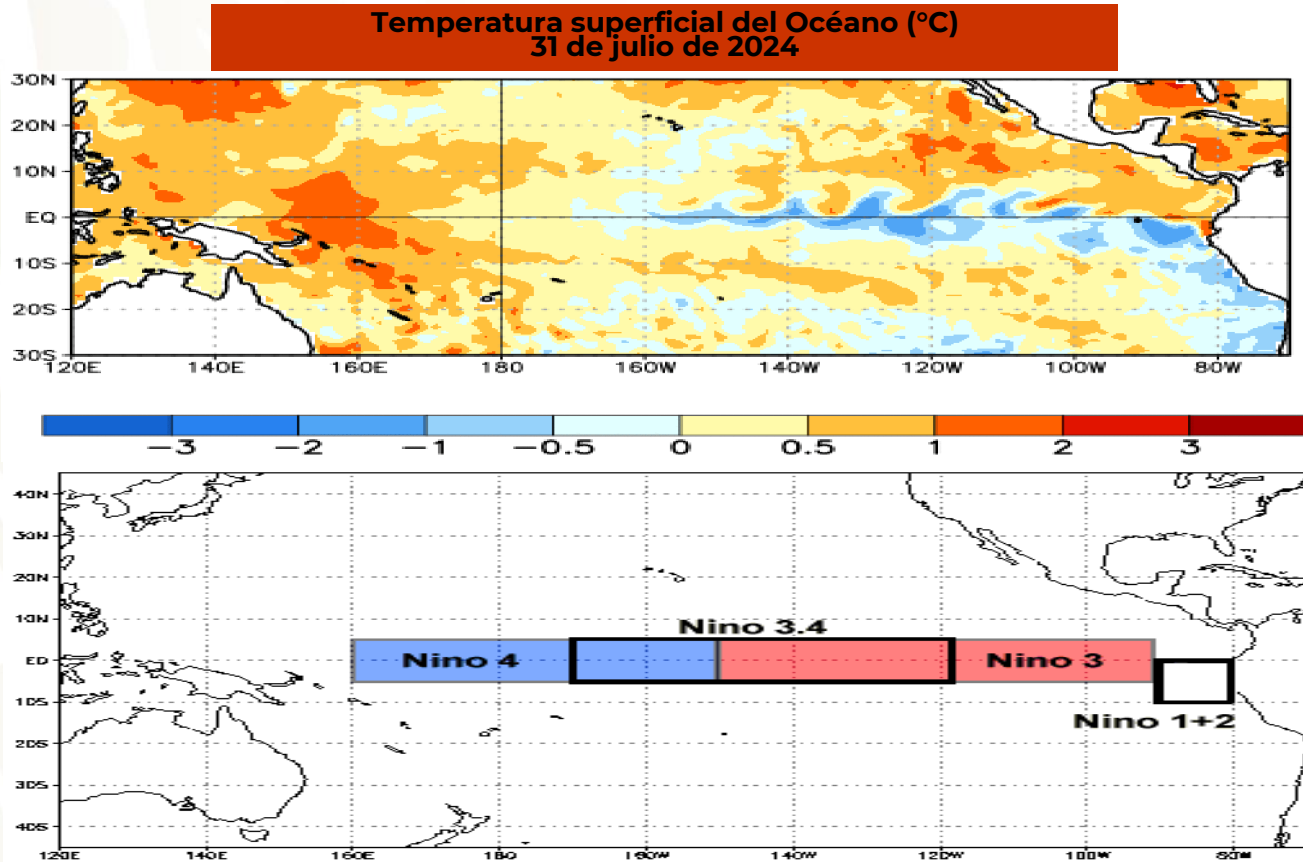 Temperatura superficial del Océano (°C)
31 de julio de 2024
30N
20N
10N
EQ
10S
20S
30S
120E 140E 160E 180 160W 140W 120W 100W 80W
−3 −2 −1 −0.5 0 0.5 1 2 3
40N
30N
20N
10N
Nino 3.4
EQ Nino 4 Nino 3
10S
Nino 1+2
20S
30S
40S
120E 140E 160E 180 160W 140W 120W 100W 80W